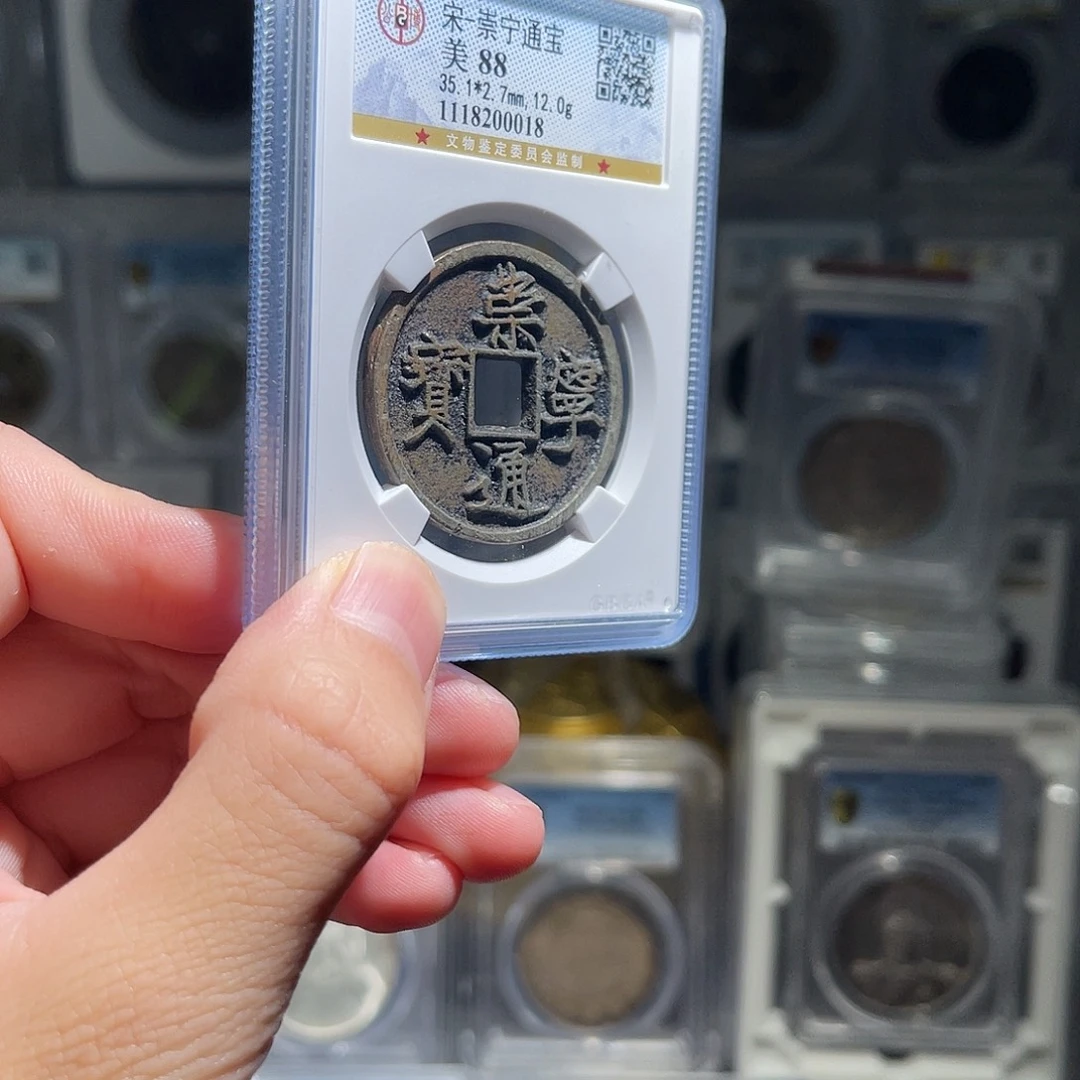 宋-崇宁通宝
美 88
35.1*2.7mm, 12.0g
1118200018
★ 文物鉴定委员会监制 ★
崇
寶 寧
通